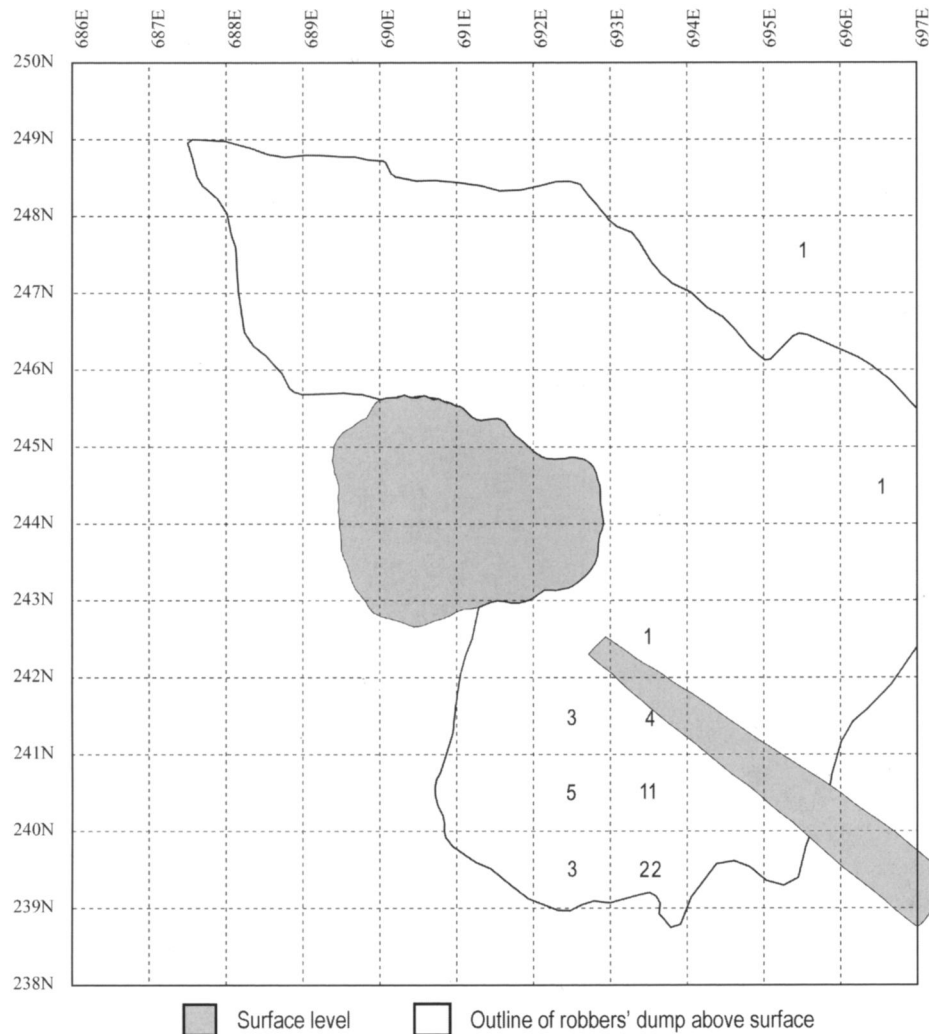 686E 687E 688E 689E 690E 691E 692E 693E 694E 695E 696E 697E
250N
249N
248N
1
247N
246N
245N
1
244N
243N
1
242N
3 4
241N
5 11
240N
3 22
239N
238N
Surface level Outline of robbers' dump above surface